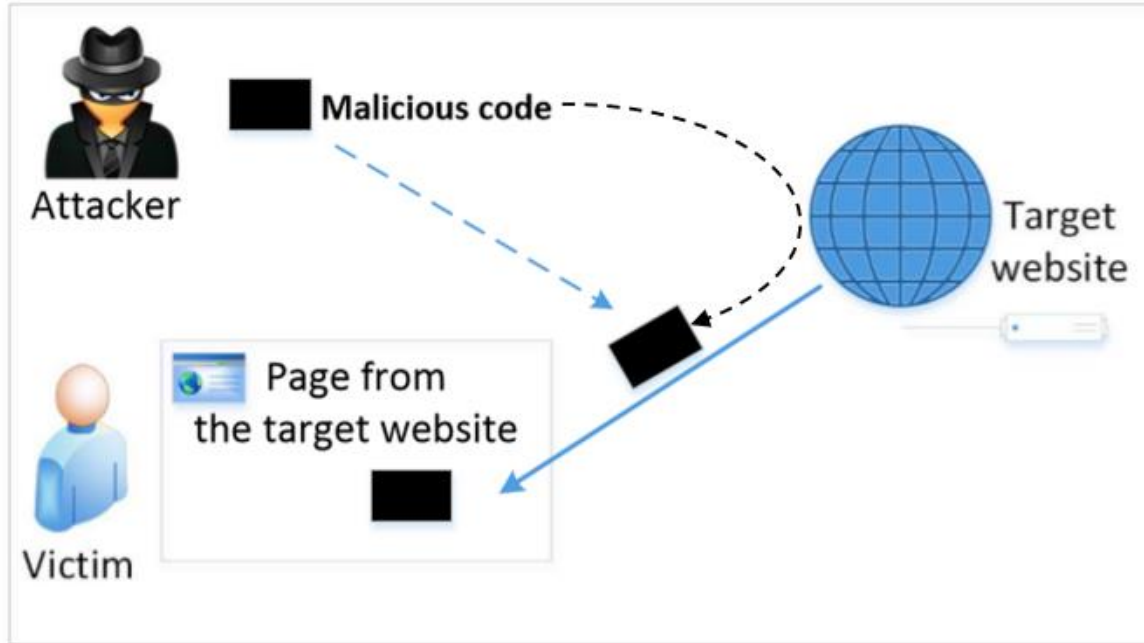 Malicious code
Attacker
Target
website
Page from
the target website
Victim